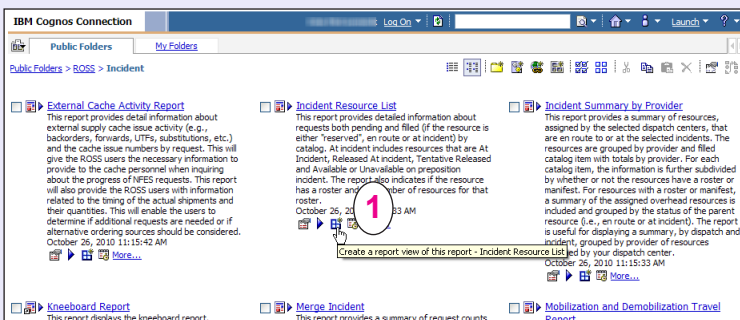 IBM Cognos Connection
Log On
Launch
?
Public Folders
My Folders
Public Folders > ROSS > Incident
External Cache Activity Report
This report provides detail information about
external supply cache issue activity (e.g.,
backorders, forwards, UTFs, substitutions, etc.)
and the cache issue numbers by request. This will
give the ROSS users the necessary information to
provide to the cache personnel when inquiring
about the progress of NFES requests. This report
will also provide the ROSS users with information
related to the timing of the actual shipments and
their quantities. This will enable the users to
determine if additional requests are needed or if
alternative ordering sources should be considered.
October 26, 2010 11:15:42 AM
More...
Incident Resource List
This report provides detailed information about
requests both pending and filled (if the resource is
either "reserved", en route or at incident) by
catalog. At incident includes resources that are At
Incident, Released At incident, Tentative Released
and Available or Unavailable on preposition
incident. The report also indicates if the resource
has a roster and ber of resources for that
roster.
October 26, 20 33 AM
1
Create a report view of this report - Incident Resource List
Incident Summary by Provider
This report provides a summary of resources,
assigned by the selected dispatch centers, that
are en route to or at the selected incidents. The
resources are grouped by provider and filled
catalog item with totals by provider. For each
catalog item, the information is further subdivided
by whether or not the resources have a roster or
manifest. For resources with a roster or manifest,
a summary of the assigned overhead resources is
included and grouped by the status of the parent
resource (i.e., en route or at incident). The report
is useful for displaying a summary, by dispatch and
incident, grouped by provider of resources
ed by your dispatch center.
October 26, 2010 11:15:33 AM
More...
Kneeboard Report
This report displays the kneeboard report.
Merge Incident
This report provides a summary of request counts
Mobilization and Demobilization Travel
Report